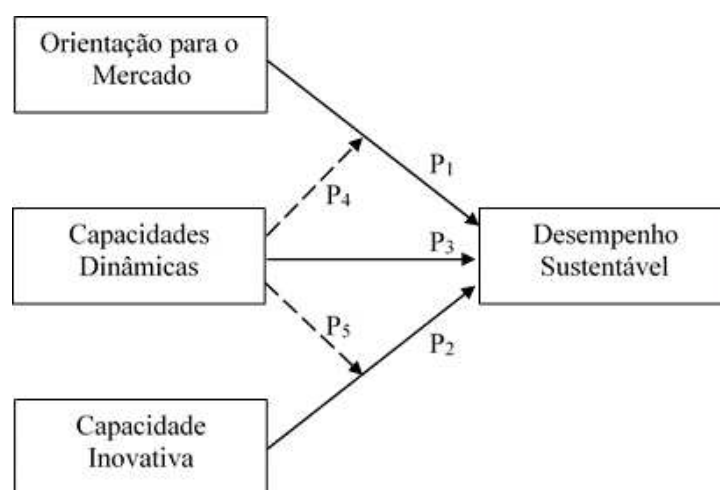 Orientação para o
Mercado
P1
P4
Capacidades
Dinâmicas
P3
Desempenho
Sustentável
P5
P2
Capacidade
Inovativa